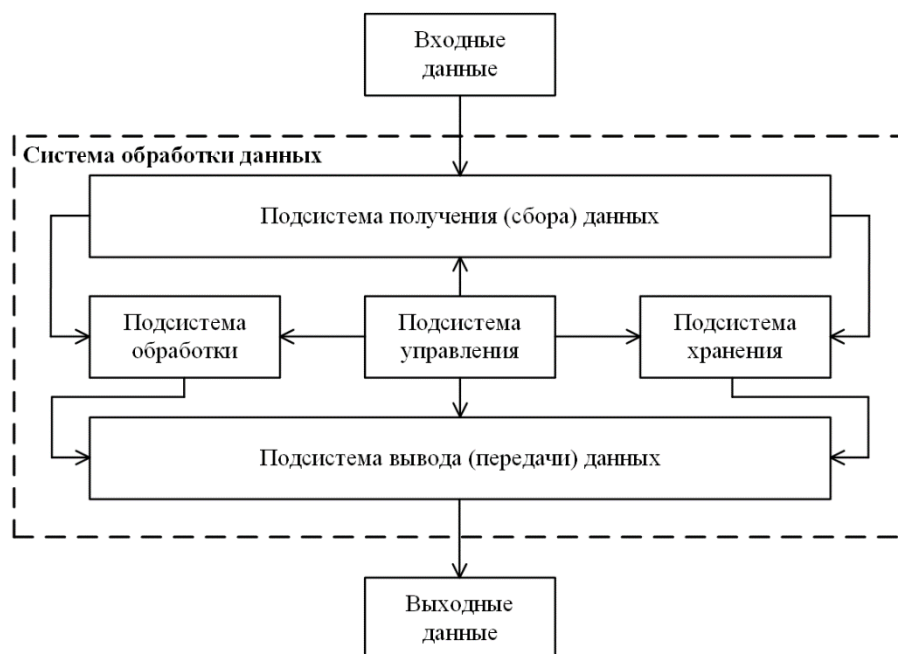 Входные
данные
Система обработки данных
Подсистема получения (сбора) данных
Подсистема
обработки
Подсистема
управления
Подсистема
хранения
Подсистема вывода (передачи) данных
Выходные
данные